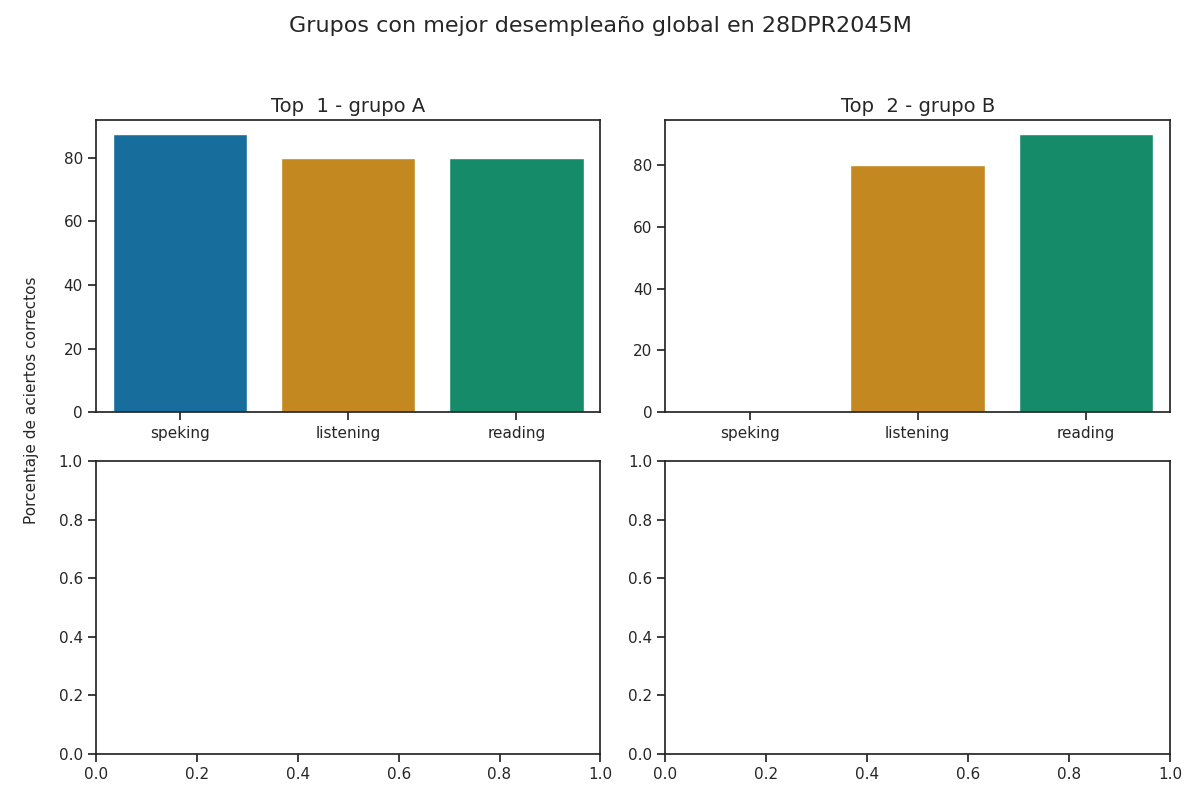 Grupos con mejor desempleaño global en 28DPR2045M
Porcentaje de aciertos correctos
Top  1 - grupo A
80
60
40
20
0
speking listening reading
Top  2 - grupo B
80
60
40
20
0
speking listening reading
1.0
0.8
0.6
0.4
0.2
0.0
0.0 0.2 0.4 0.6 0.8 1.0
1.0
0.8
0.6
0.4
0.2
0.0
0.0 0.2 0.4 0.6 0.8 1.0